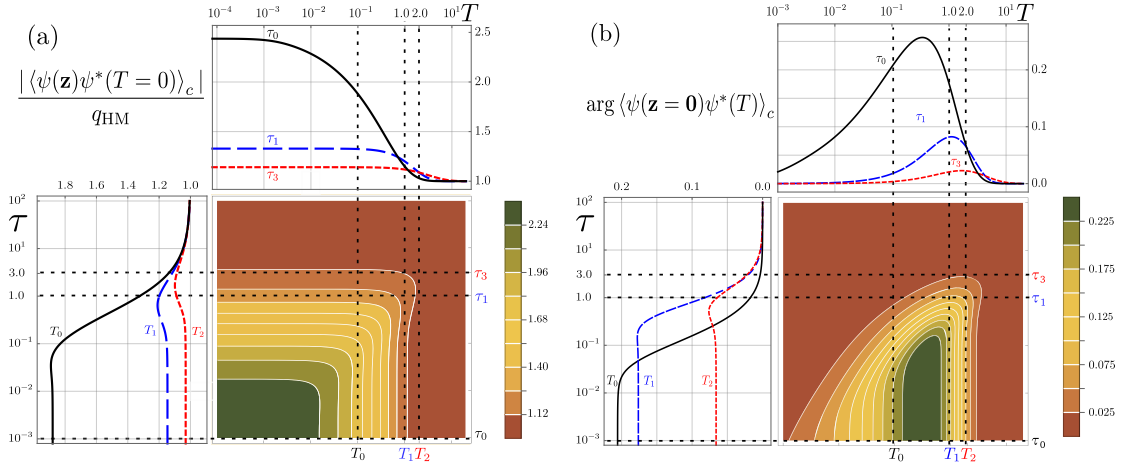 (a)
10⁻⁴ 10⁻³ 10⁻² 10⁻¹ 1.0 2.0 10¹ T
2.5
2.0
1.5
1.0
τ₀
τ₁
τ₃
|⟨ψ(z)ψ*(T=0)⟩_c|
q_HM
1.8 1.6 1.4 1.2 1.0
τ
10²
10¹
3.0
1.0
10⁻¹
10⁻²
10⁻³
T₀ T₁ T₂
τ₃
τ₁
τ₀
T₀ T₁ T₂
2.24
1.96
1.68
1.40
1.12
(b)
10⁻³ 10⁻² 10⁻¹ 1.0 2.0 10¹ T
0.2
0.1
0.0
τ₀
τ₁
τ₃
arg⟨ψ(z=0)ψ*(T)⟩_c
0.2 0.1 0.0
τ
10²
10¹
3.0
1.0
10⁻¹
10⁻²
10⁻³
T₀ T₁ T₂
τ₃
τ₁
τ₀
T₀ T₁ T₂
0.225
0.175
0.125
0.075
0.025